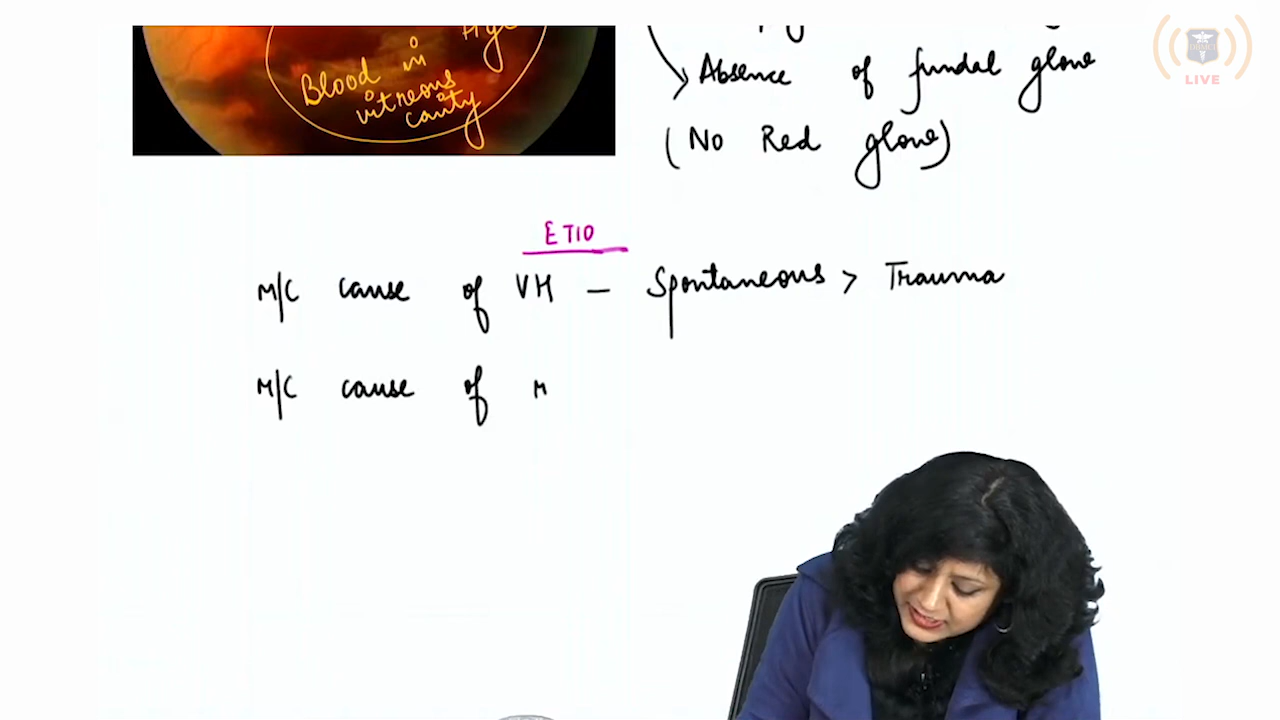 Blood in
vitreous
cavity
Absence of fundal glow
(No Red glow)
ETIO
M/C cause of VH – Spontaneous > Trauma
M/C cause of
LIVE